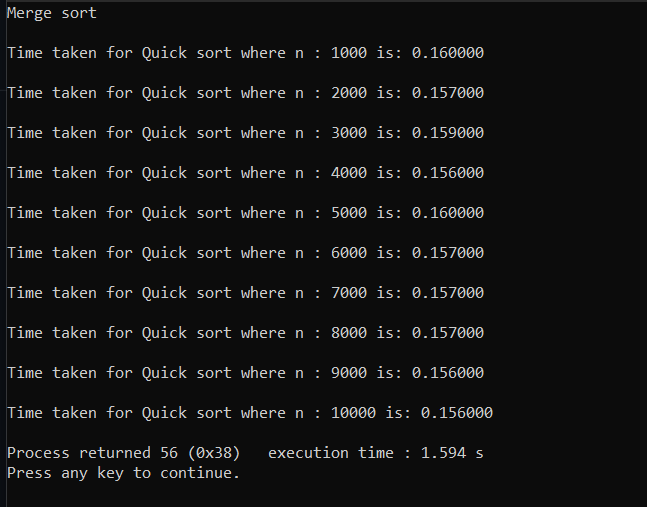 Merge sort
Time taken for Quick sort where n : 1000 is: 0.160000
Time taken for Quick sort where n : 2000 is: 0.157000
Time taken for Quick sort where n : 3000 is: 0.159000
Time taken for Quick sort where n : 4000 is: 0.156000
Time taken for Quick sort where n : 5000 is: 0.160000
Time taken for Quick sort where n : 6000 is: 0.157000
Time taken for Quick sort where n : 7000 is: 0.157000
Time taken for Quick sort where n : 8000 is: 0.157000
Time taken for Quick sort where n : 9000 is: 0.156000
Time taken for Quick sort where n : 10000 is: 0.156000
Process returned 56 (0x38)   execution time : 1.594 s
Press any key to continue.